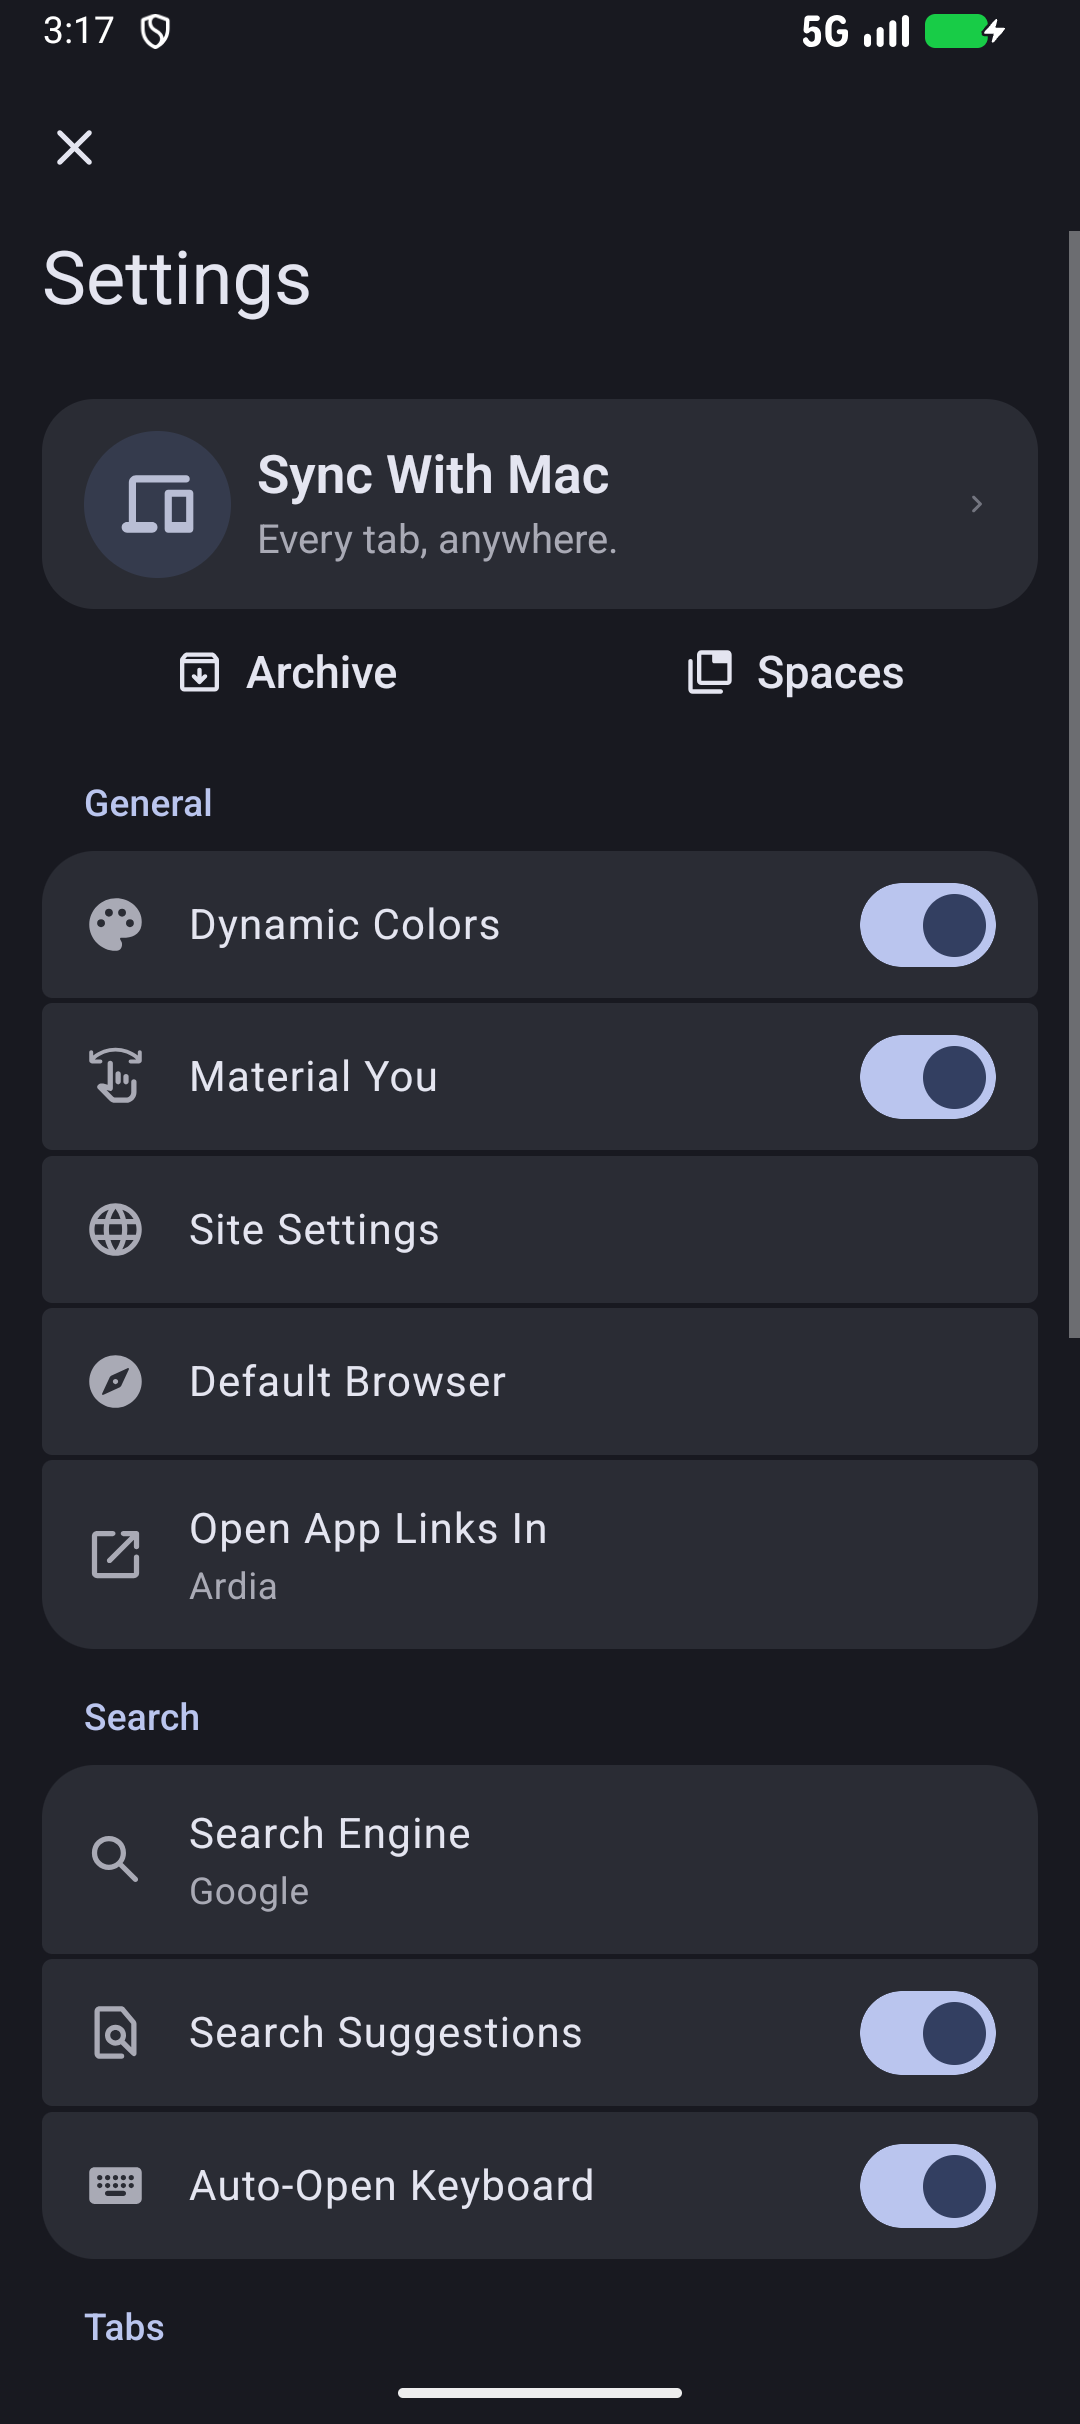 3:17
5G
Settings
Sync With Mac
Every tab, anywhere.
Archive
Spaces
General
Dynamic Colors
Material You
Site Settings
Default Browser
Open App Links In
Ardia
Search
Search Engine
Google
Search Suggestions
Auto-Open Keyboard
Tabs